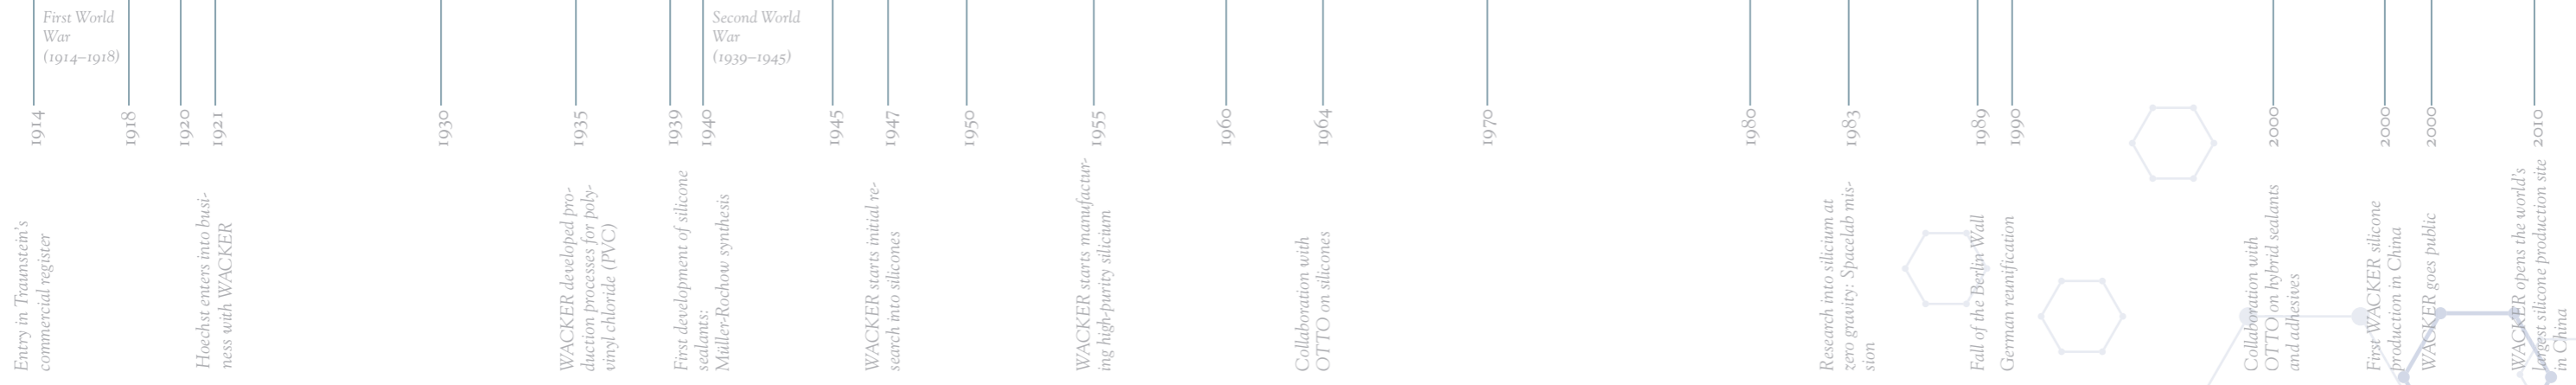 First World
War
(1914–1918)
Second World
War
(1939–1945)
1914
1918
1920
1921
1930
1935
1939
1940
1945
1947
1950
1955
1960
1964
1970
1980
1983
1989
1990
2000
2000
2000
2010
Entry in Traunstein's
commercial register
Hoechst enters into busi-
ness with WACKER
WACKER developed pro-
duction processes for poly-
vinyl chloride (PVC)
First development of silicone
sealants:
Müller-Rochow synthesis
WACKER starts initial re-
search into silicones
WACKER starts manufactur-
ing high-purity silicium
Collaboration with
OTTO on silicones
Research into silicium at
zero gravity: Spacelab mis-
sion
Fall of the Berlin Wall
German reunification
Collaboration with
OTTO on hybrid sealants
and adhesives
First WACKER silicone
production in China
WACKER goes public
WACKER opens the world's
largest silicone production site
in China